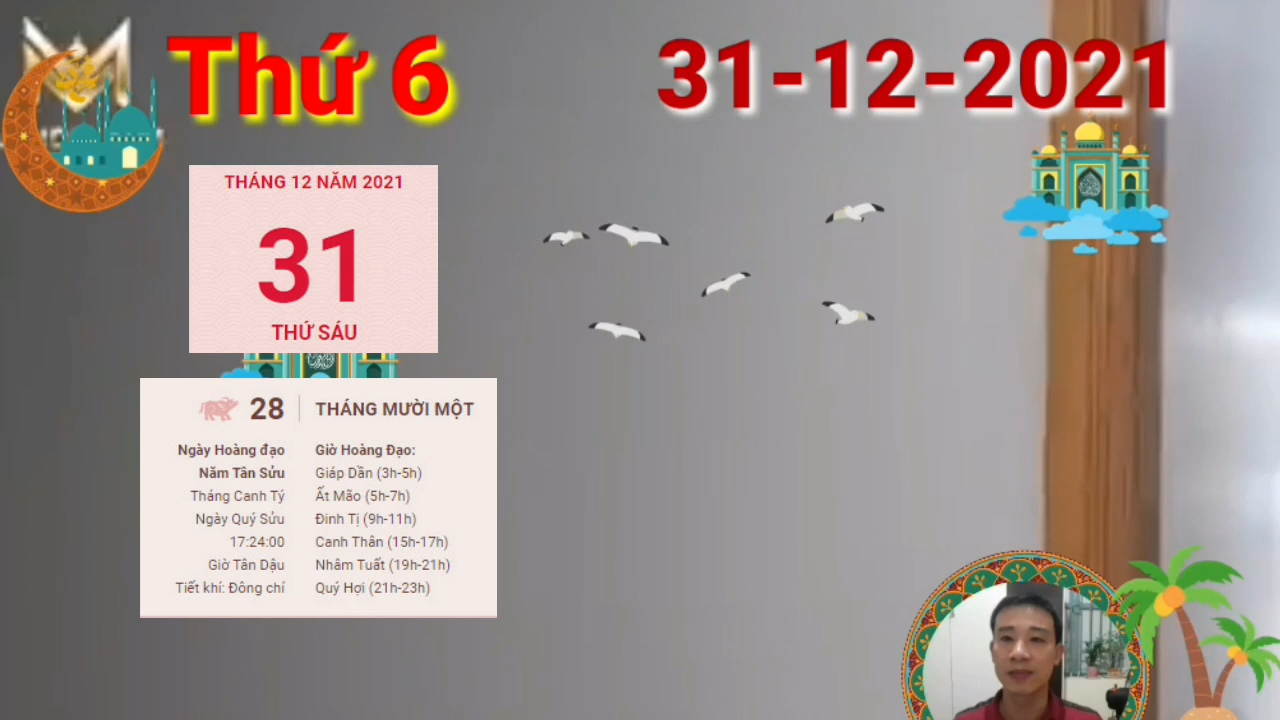 Thứ 6
31-12-2021
THÁNG 12 NĂM 2021
31
THỨ SÁU
28
THÁNG MƯỜI MỘT
Ngày Hoàng đạo
Năm Tân Sửu
Tháng Canh Tý
Ngày Quý Sửu
17:24:00
Giờ Tân Dậu
Tiết khí: Đông chí
Giờ Hoàng Đạo:
Giáp Dần (3h-5h)
Ất Mão (5h-7h)
Đinh Tị (9h-11h)
Canh Thân (15h-17h)
Nhâm Tuất (19h-21h)
Quý Hợi (21h-23h)